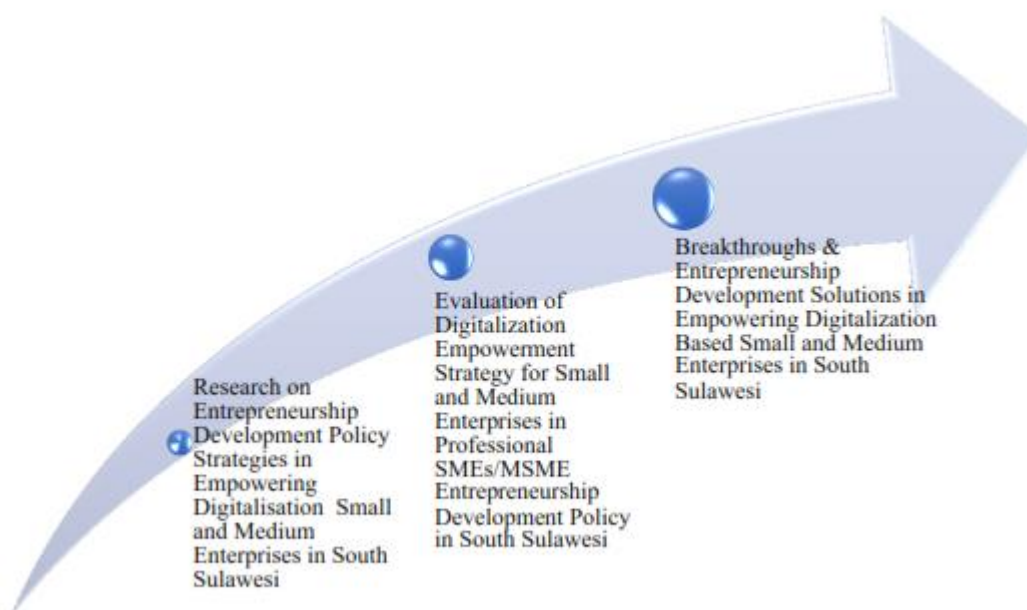 Research on
Entrepreneurship
Development Policy
Strategies in
Empowering
Digitalisation Small
and Medium
Enterprises in South
Sulawesi
Evaluation of
Digitalization
Empowerment
Strategy for Small
and Medium
Enterprises in
Professional
SMEs/MSME
Entrepreneurship
Development Policy
in South Sulawesi
Breakthroughs &
Entrepreneurship
Development Solutions in
Empowering Digitalization
Based Small and Medium
Enterprises in South
Sulawesi